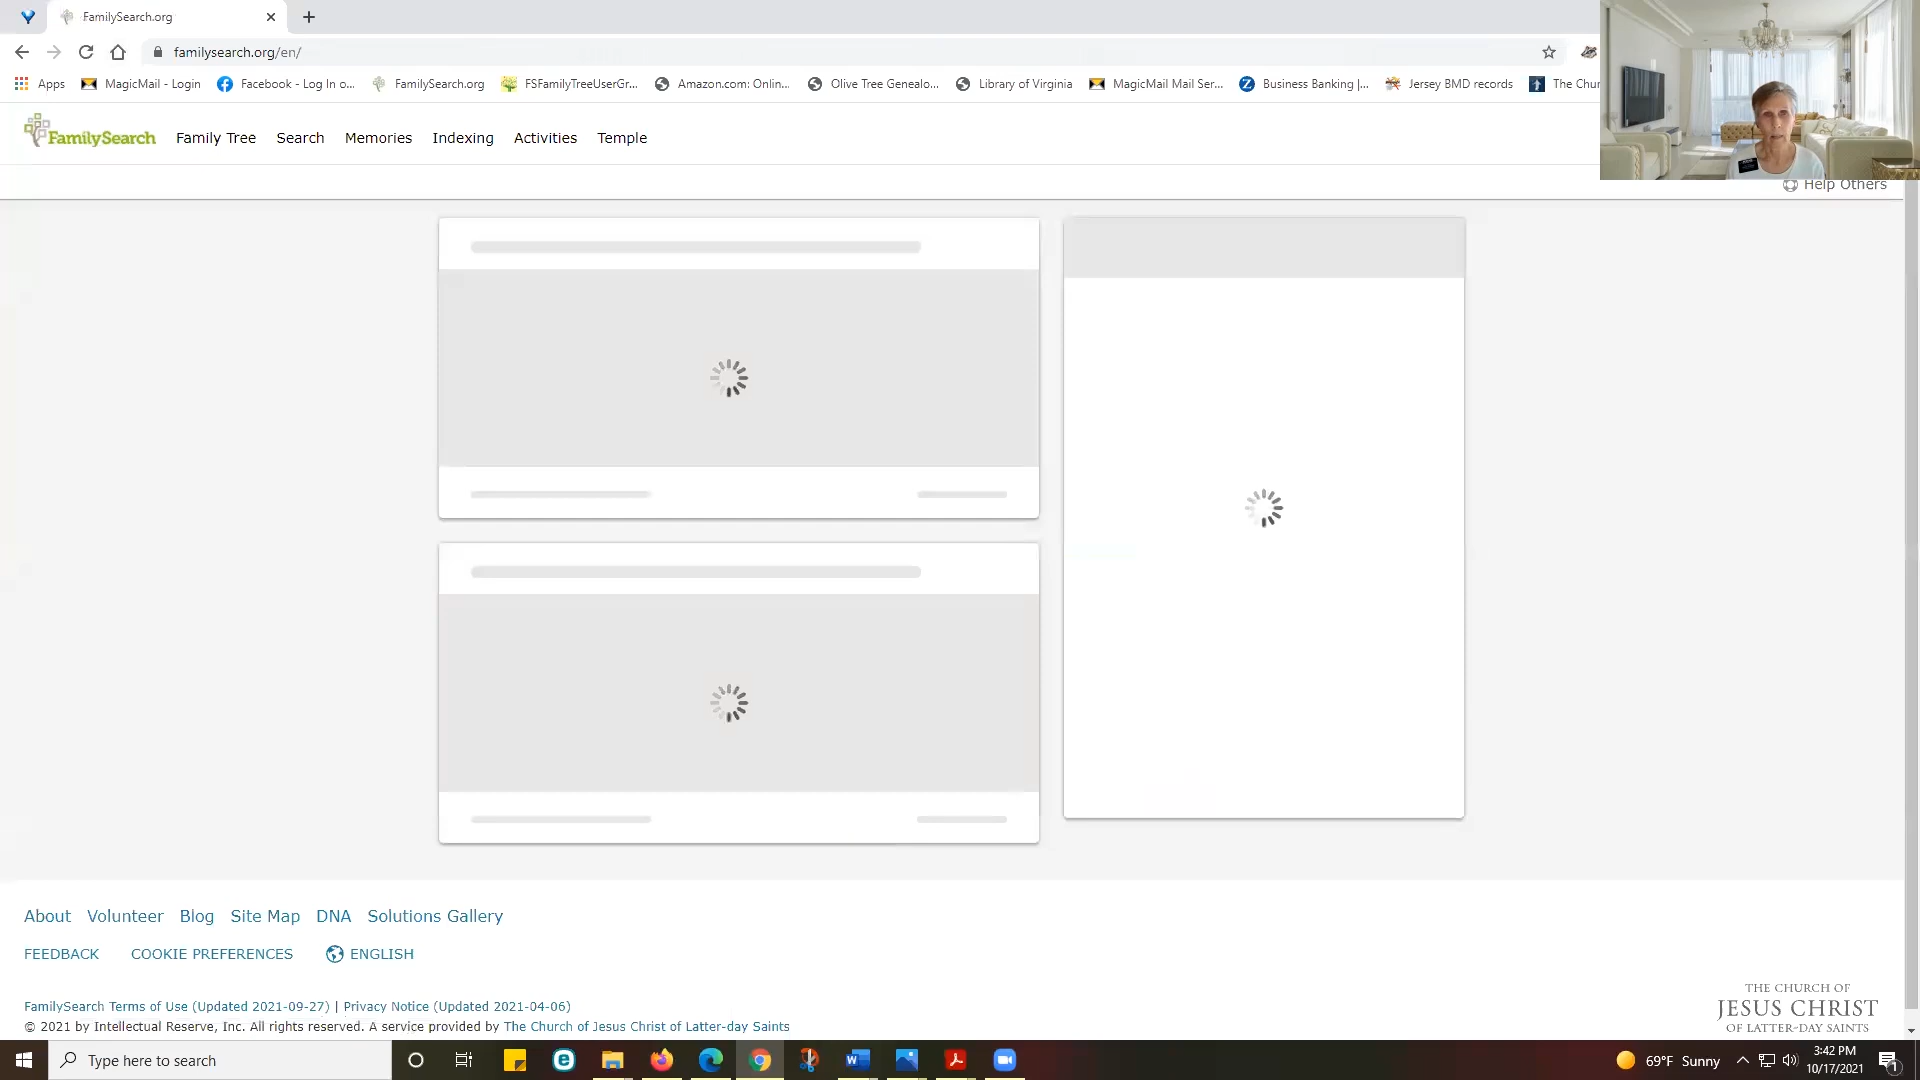 FamilySearch.org
familysearch.org/en/
Apps MagicMail - Login Facebook - Log In o... FamilySearch.org FSFamilyTreeUserGr... Amazon.com: Onlin... Olive Tree Genealo... Library of Virginia MagicMail Mail Ser... Business Banking |... Jersey BMD records The Chur
FamilySearch Family Tree Search Memories Indexing Activities Temple
Help Others
About Volunteer Blog Site Map DNA Solutions Gallery
FEEDBACK COOKIE PREFERENCES ENGLISH
FamilySearch Terms of Use (Updated 2021-09-27) | Privacy Notice (Updated 2021-04-06)
© 2021 by Intellectual Reserve, Inc. All rights reserved. A service provided by The Church of Jesus Christ of Latter-day Saints
THE CHURCH OF
JESUS CHRIST
OF LATTER-DAY SAINTS
Type here to search
69°F Sunny
3:42 PM
10/17/2021
1